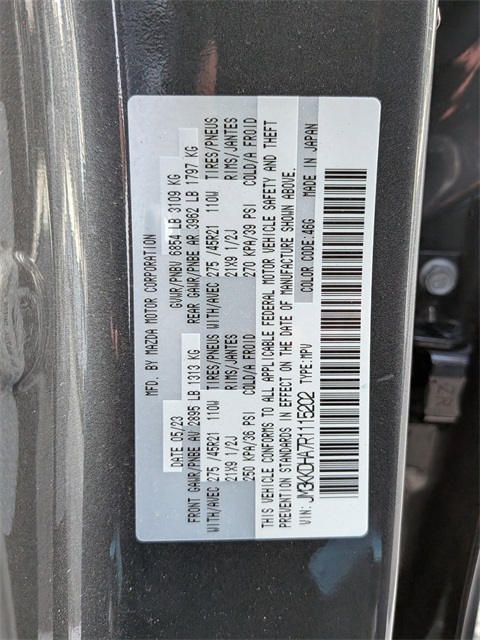 MFD. BY MAZDA MOTOR CORPORATION
DATE 05/23 GVWR/PNBV 6854 LB 3109 KG
FRONT GAWR/PNBE AV 2895 LB 1313 KG REAR GAWR/PNBE AR 3962 LB 1797 KG
WITH/AVEC 275 /45R21 110W TIRES/PNEUS WITH/AVEC 275 /45R21 110W TIRES/PNEUS
21X9 1/2J RIMS/JANTES 21X9 1/2J RIMS/JANTES
250 KPA/36 PSI COLD/A FROID 270 KPA/39 PSI COLD/A FROID
THIS VEHICLE CONFORMS TO ALL APPLICABLE FEDERAL MOTOR VEHICLE SAFETY AND THEFT
PREVENTION STANDARDS IN EFFECT ON THE DATE OF MANUFACTURE SHOWN ABOVE.
VIN: JM3KKDHA7R1115202 TYPE:MPV COLOR CODE:46G MADE IN JAPAN